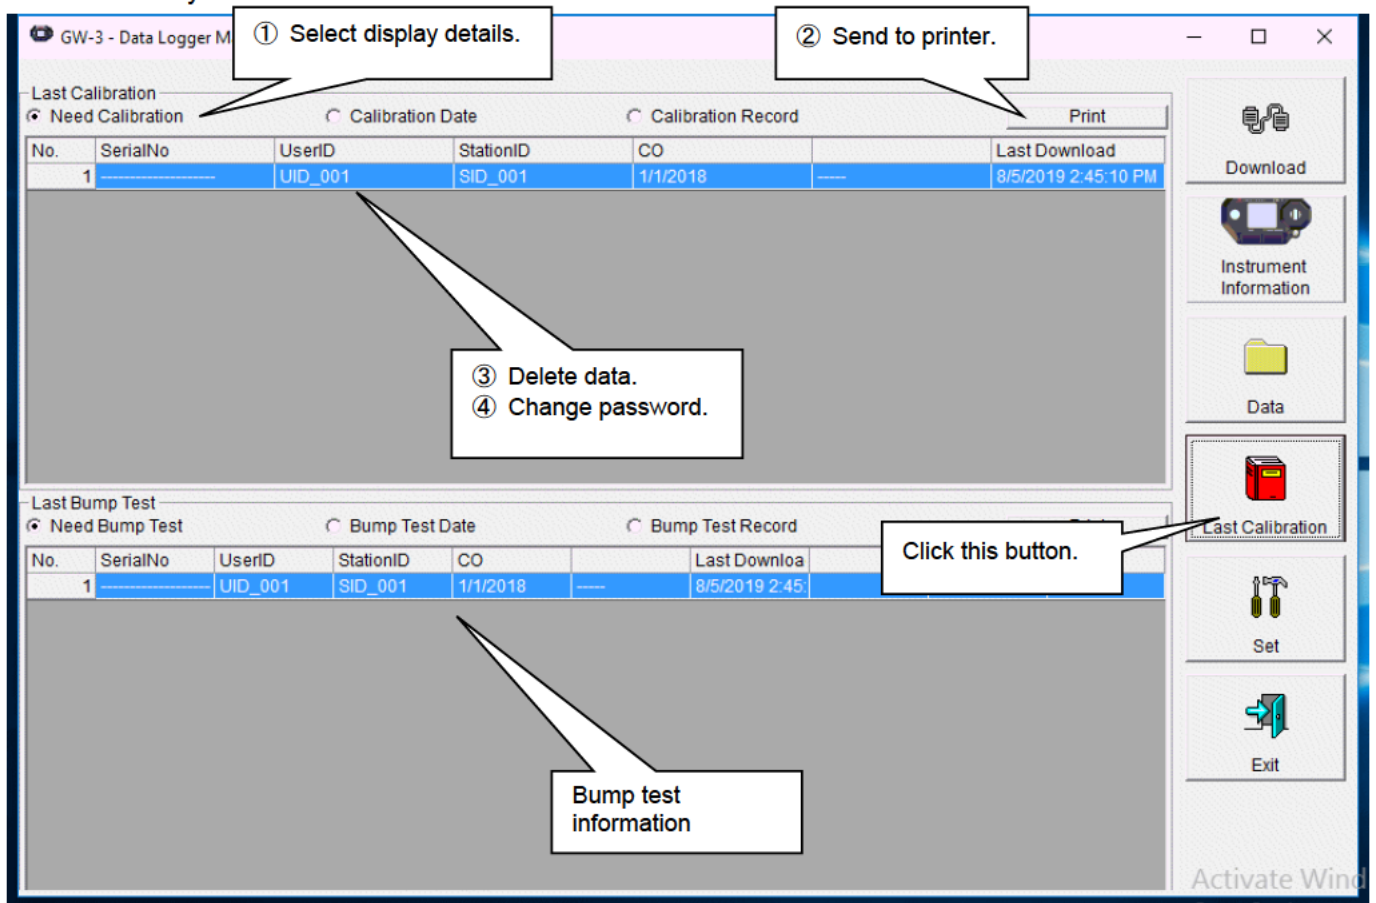 ① Select display details.
② Send to printer.
GW-3 - Data Logger M
Last Calibration
Need Calibration
Calibration Date
Calibration Record
Print
No. SerialNo UserID StationID CO Last Download
1 -------------------- UID_001 SID_001 1/1/2018 ----- 8/5/2019 2:45:10 PM
③ Delete data.
④ Change password.
Last Bump Test
Need Bump Test
Bump Test Date
Bump Test Record
No. SerialNo UserID StationID CO Last Downloa
1 -------------------- UID_001 SID_001 1/1/2018 ----- 8/5/2019 2:45:
Click this button.
Bump test
information
Download
Instrument
Information
Data
Last Calibration
Set
Exit
Activate Wind